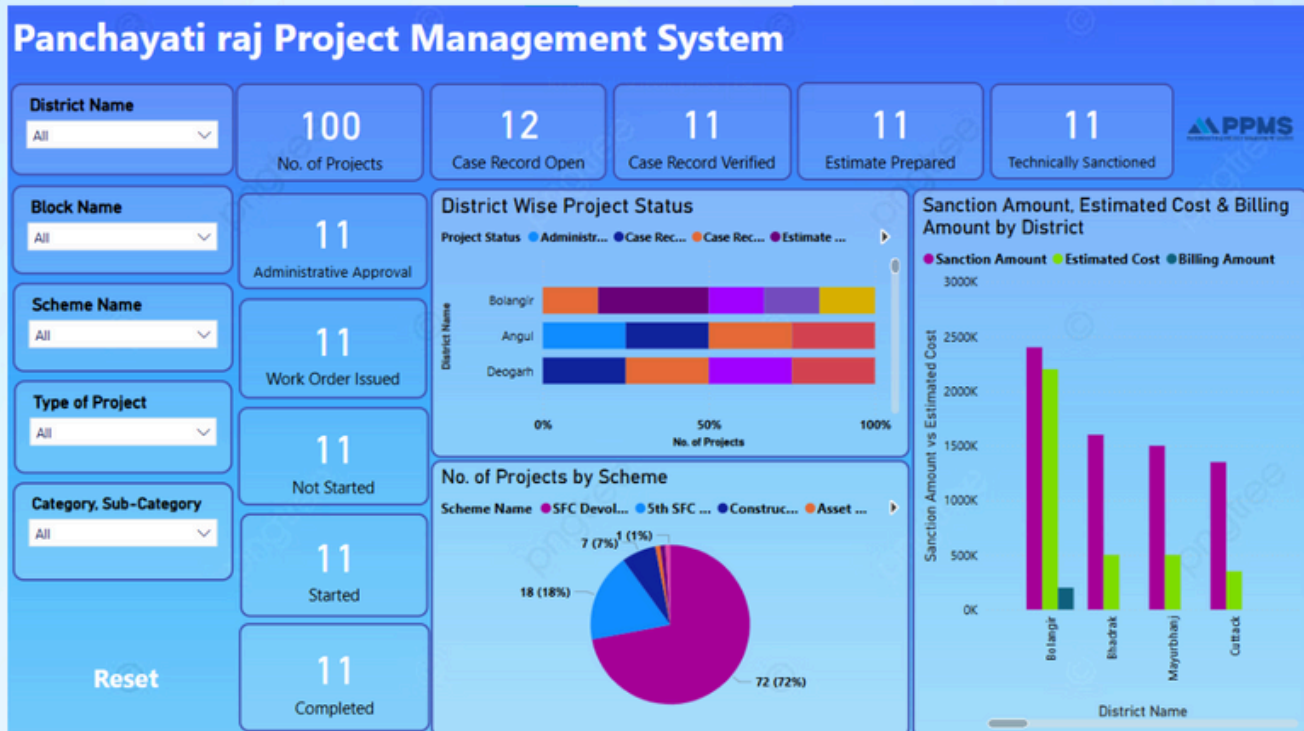 Panchayati raj Project Management System
District Name
All
100
No. of Projects
12
Case Record Open
11
Case Record Verified
11
Estimate Prepared
11
Technically Sanctioned
PPMS
Block Name
All
Scheme Name
All
Type of Project
All
Category, Sub-Category
All
Reset
11
Administrative Approval
11
Work Order Issued
11
Not Started
11
Started
11
Completed
District Wise Project Status
Project Status Administr... Case Rec... Case Rec... Estimate ...
District Name
Bolangir
Angul
Deogarh
0% 50% 100%
No. of Projects
No. of Projects by Scheme
Scheme Name SFC Devol... 5th SFC ... Construc... Asset ...
1 (1%)
7 (7%)
18 (18%)
72 (72%)
Sanction Amount, Estimated Cost & Billing
Amount by District
Sanction Amount Estimated Cost Billing Amount
Sanction Amount vs Estimated Cost
3000K
2500K
2000K
1500K
1000K
500K
0K
Bolangir
Bhadrak
Mayurbhanj
Cuttack
District Name
pngtree